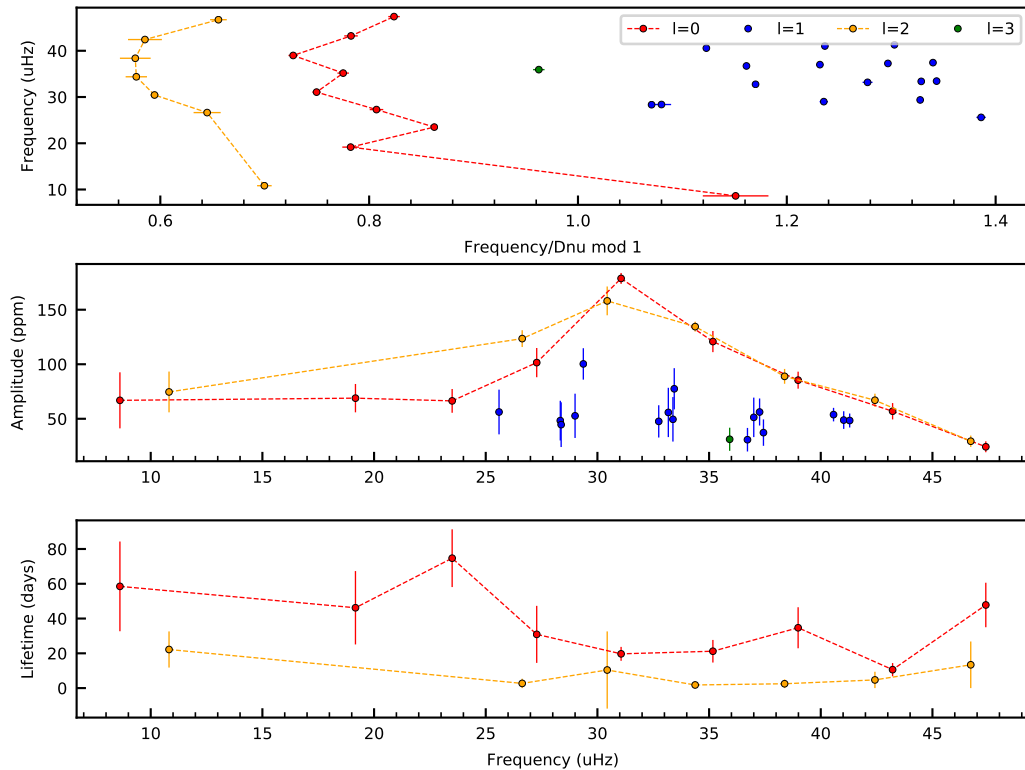 l=0 l=1 l=2 l=3
Frequency (uHz)
40
30
20
10
0.6 0.8 1.0 1.2 1.4
Frequency/Dnu mod 1
Amplitude (ppm)
150
100
50
10 15 20 25 30 35 40 45
Lifetime (days)
80
60
40
20
0
10 15 20 25 30 35 40 45
Frequency (uHz)